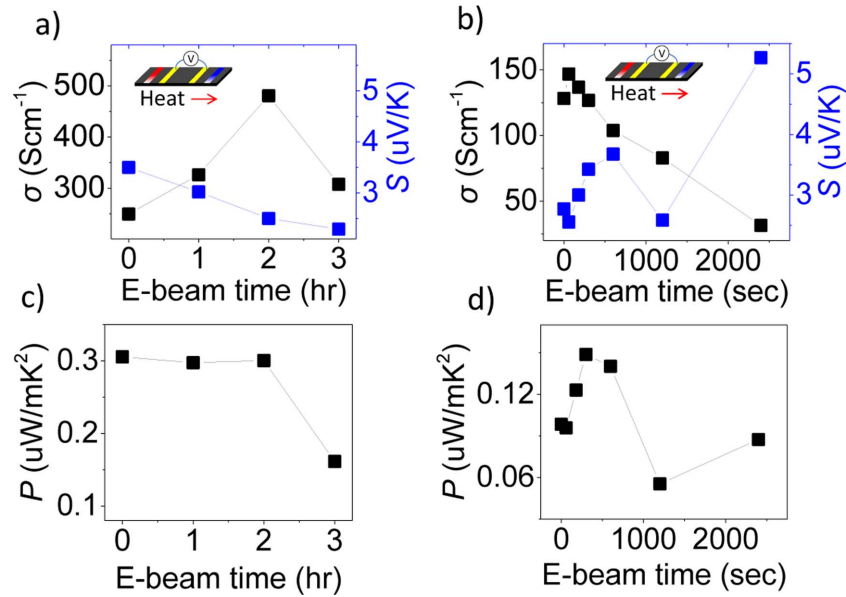 a)
V
Heat
σ (Scm⁻¹)
500
400
300
5
4
3
S (uV/K)
0 1 2 3
E-beam time (hr)
b)
V
Heat
σ (Scm⁻¹)
150
100
50
5
4
3
S (uV/K)
0 1000 2000
E-beam time (sec)
c)
P (uW/mK²)
0.3
0.2
0.1
0 1 2 3
E-beam time (hr)
d)
P (uW/mK²)
0.12
0.06
0 1000 2000
E-beam time (sec)